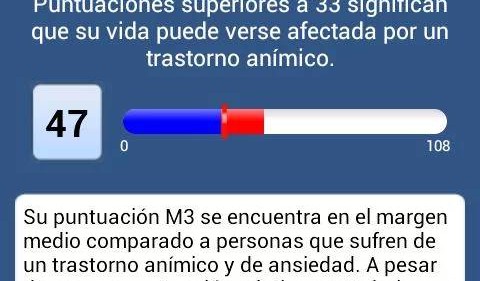 Puntuaciones superiores a 33 significan
que su vida puede verse afectada por un
trastorno anímico.
47
0
108
Su puntuación M3 se encuentra en el margen
medio comparado a personas que sufren de
un trastorno anímico y de ansiedad. A pesar